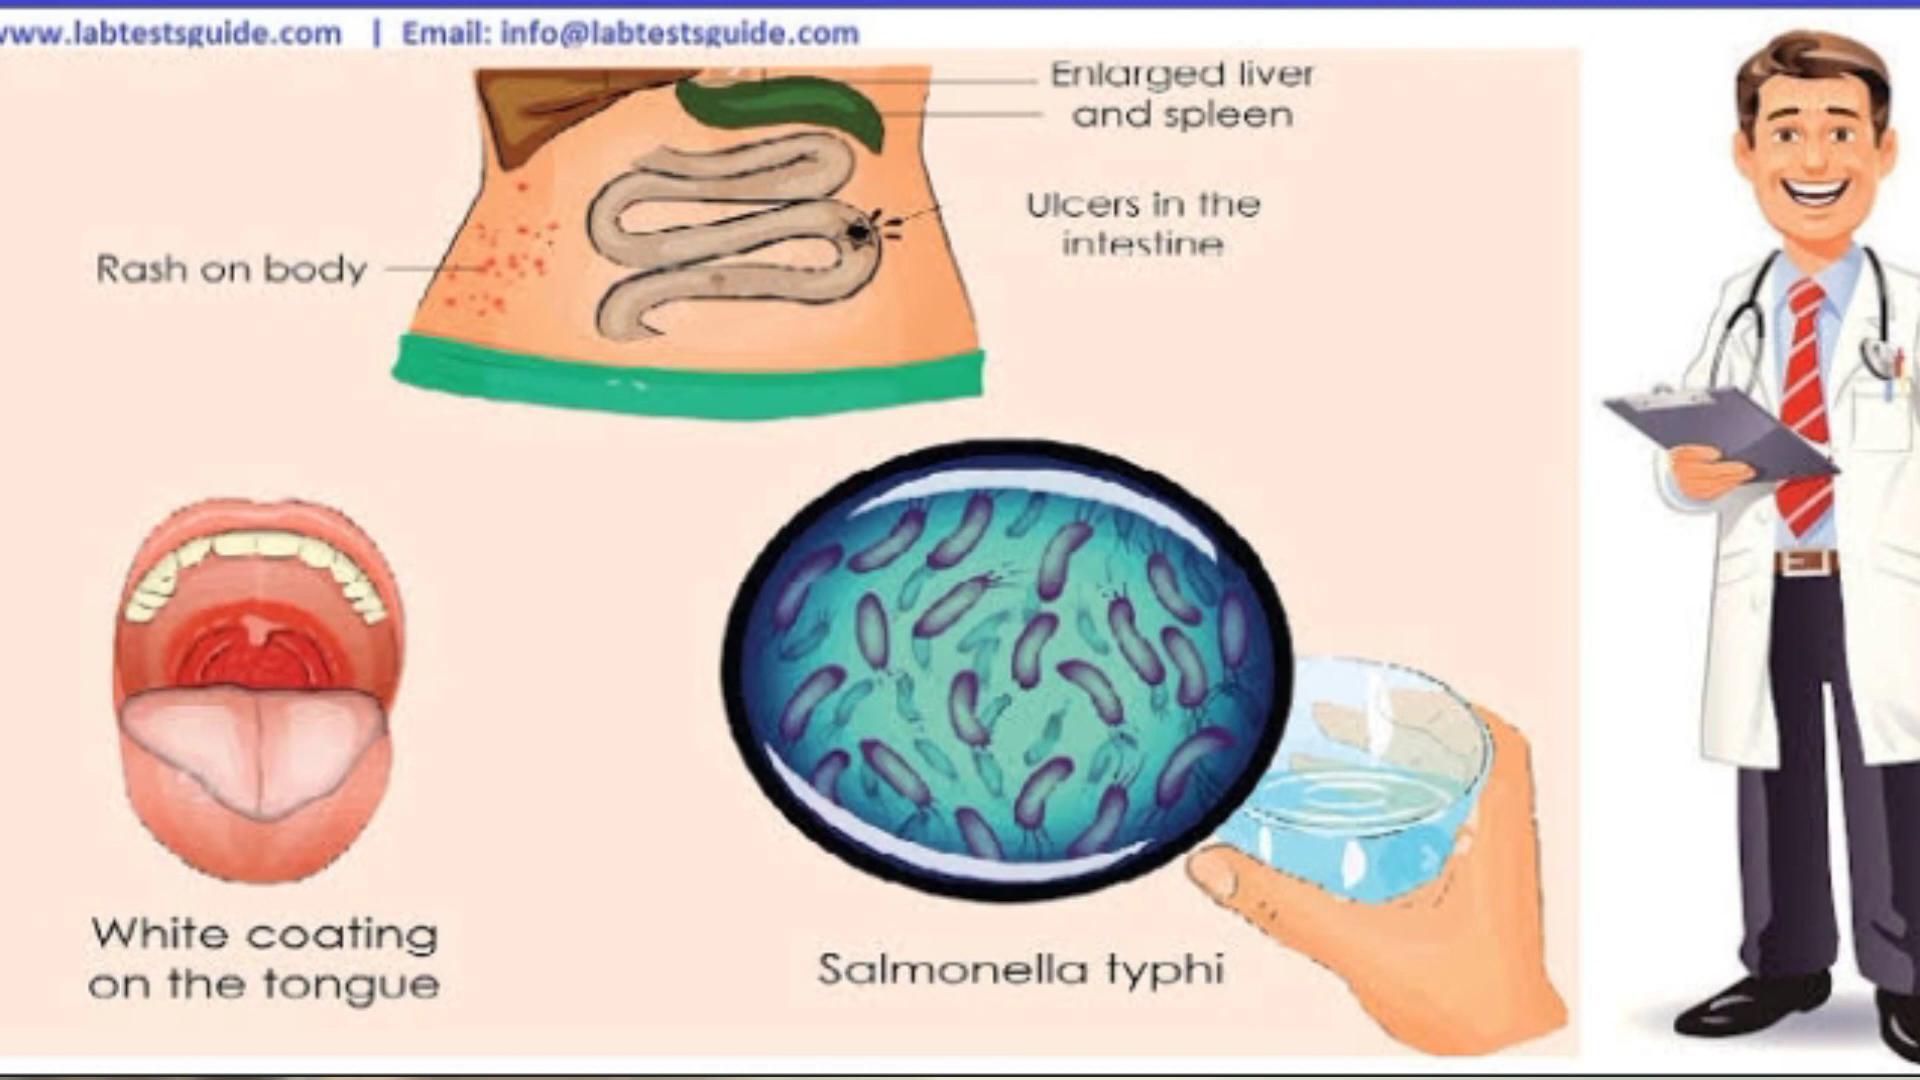 www.labtestsguide.com | Email: info@labtestsguide.com
Enlarged liver
and spleen
Ulcers in the
intestine
Rash on body
White coating
on the tongue
Salmonella typhi